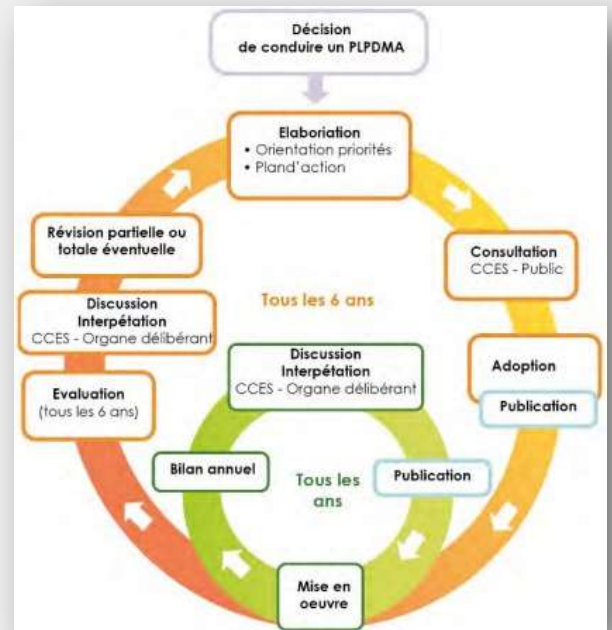 Décision
de conduire un PLPDMA
Elaboriation
• Orientation priorités
• Pland'action
Consultation
CCES - Public
Adoption
Publication
Révision partielle ou
totale éventuelle
Discussion
Interpétation
CCES - Organe délibérant
Evaluation
(tous les 6 ans)
Tous les 6 ans
Discussion
Interpétation
CCES - Organe délibérant
Bilan annuel
Tous les
ans
Publication
Mise en
oeuvre